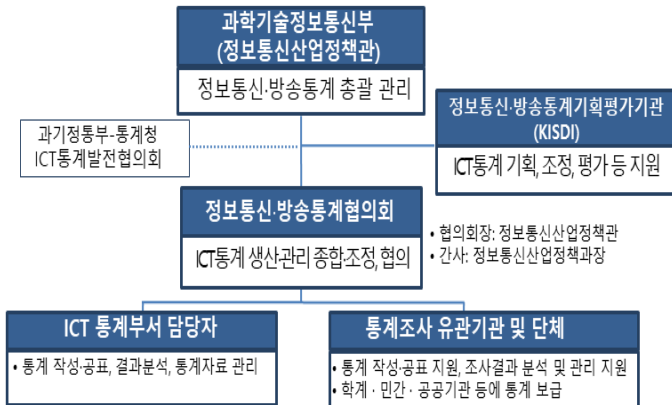 과학기술정보통신부
(정보통신산업정책관)
정보통신·방송통계 총괄 관리
정보통신·방송통계기획평가기관
(KISDI)
ICT통계 기획, 조정, 평가 등 지원
과기정통부-통계청
ICT통계발전협의회
정보통신·방송통계협의회
ICT통계 생산·관리 종합·조정, 협의
• 협의회장: 정보통신산업정책관
• 간사: 정보통신산업정책과장
ICT 통계부서 담당자
• 통계 작성·공표, 결과분석, 통계자료 관리
통계조사 유관기관 및 단체
• 통계 작성·공표 지원, 조사결과 분석 및 관리 지원
• 학계 · 민간 · 공공기관 등에 통계 보급